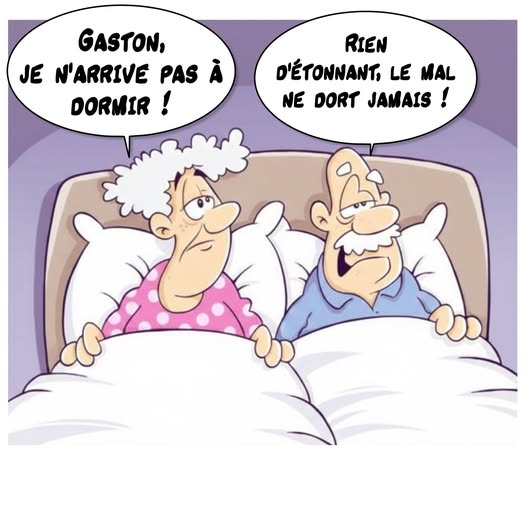 Gaston,
je n'arrive pas à
dormir !
Rien
d'étonnant, le mal
ne dort jamais !